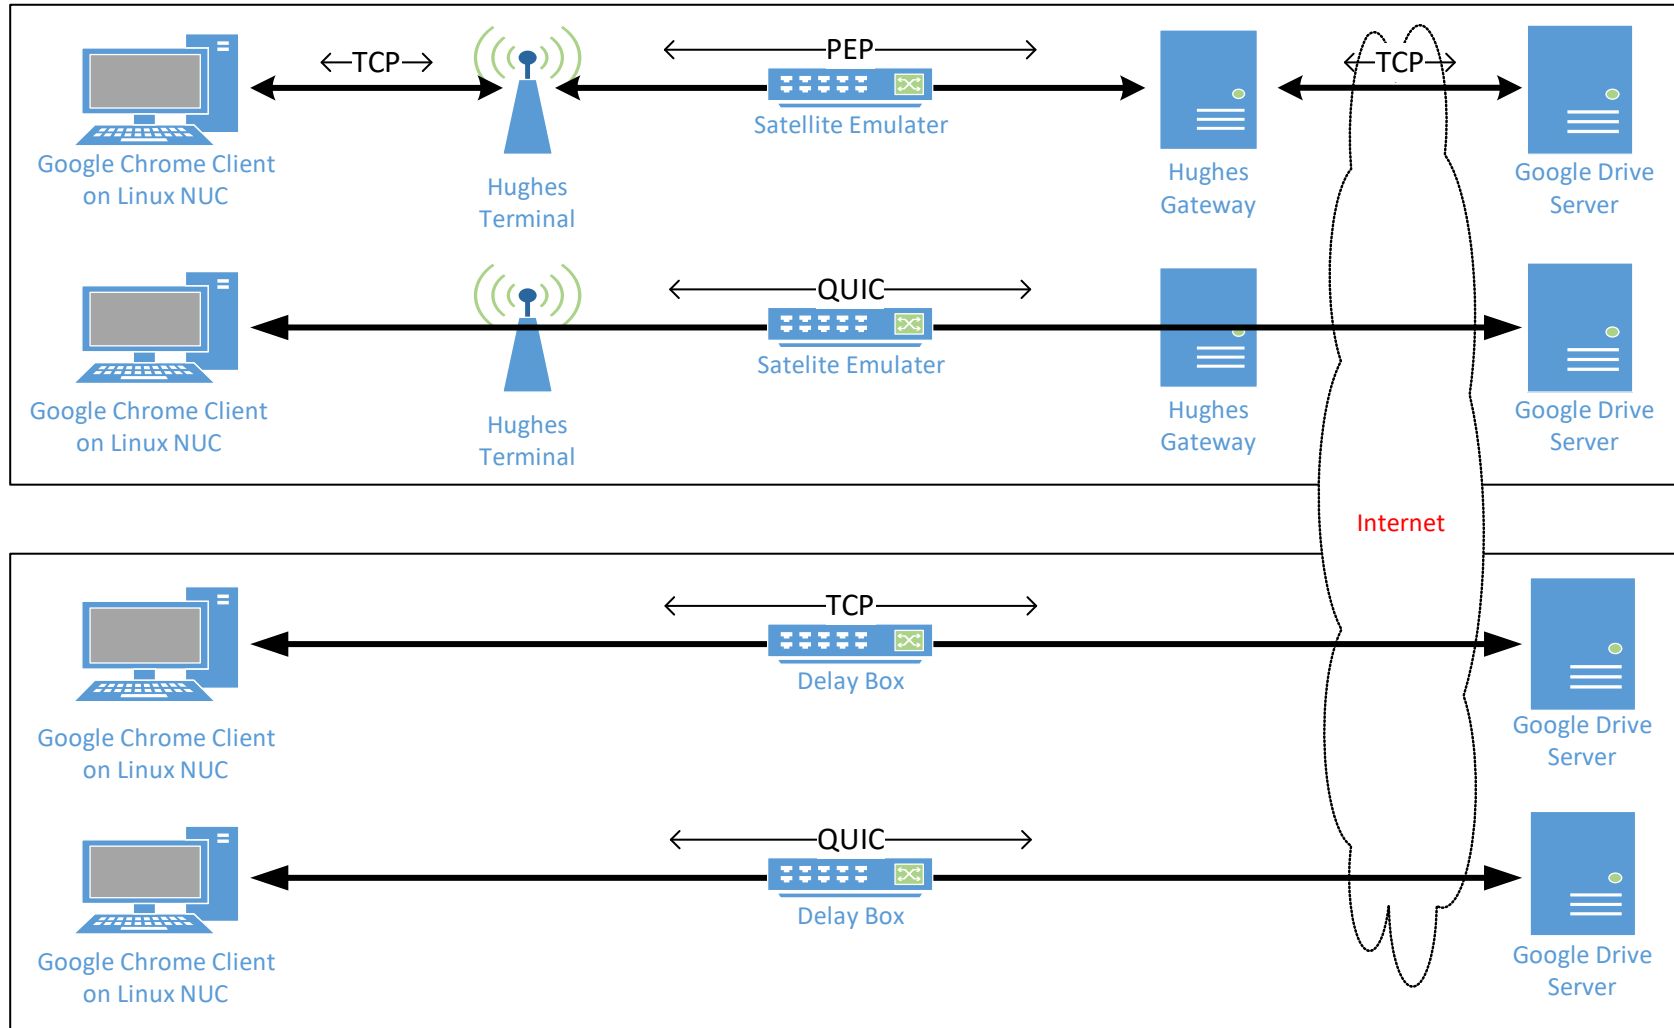 TCP
PEP
TCP
Satellite Emulater
Google Chrome Client
on Linux NUC
Hughes
Terminal
Hughes
Gateway
Google Drive
Server
QUIC
Satelite Emulater
Google Chrome Client
on Linux NUC
Hughes
Terminal
Hughes
Gateway
Google Drive
Server
Internet
TCP
Delay Box
Google Chrome Client
on Linux NUC
Google Drive
Server
QUIC
Delay Box
Google Chrome Client
on Linux NUC
Google Drive
Server